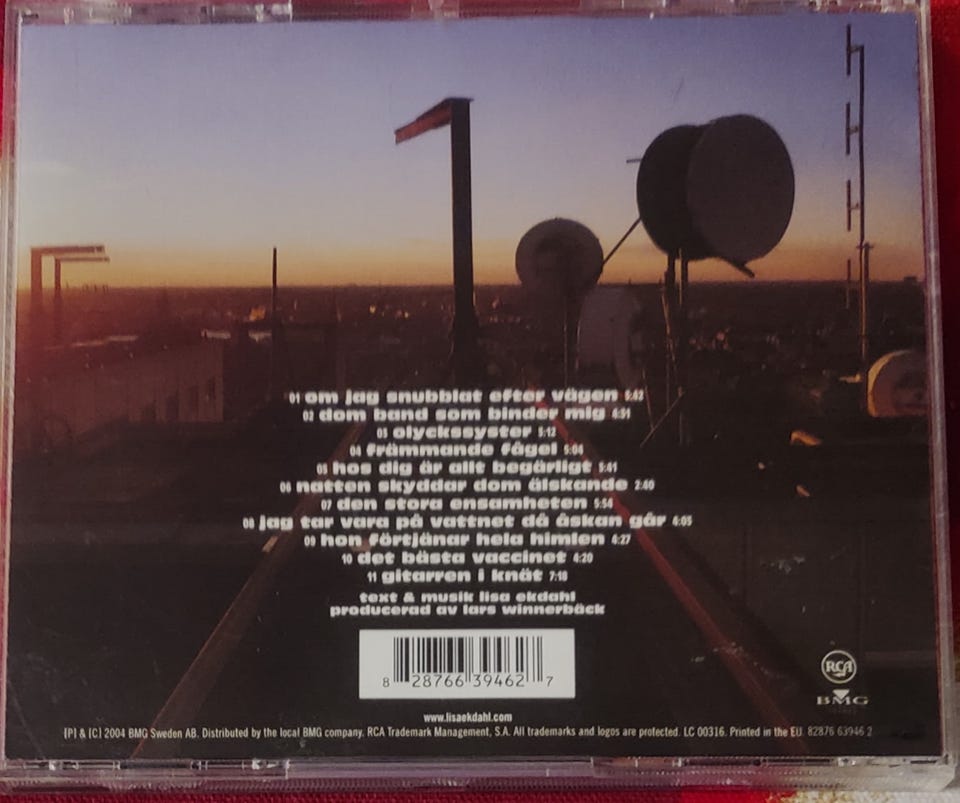 01 om jag snubblat efter vägen 5:42
02 dom band som binder mig 4:51
03 olyckssyster 5:12
04 främmande fågel 5:04
05 hos dig är allt begärligt 5:41
06 natten skyddar dom älskande 2:40
07 den stora ensamheten 5:54
08 jag tar vara på vattnet då åskan går 4:05
09 hon förtjänar hela himlen 4:27
10 det bästa vaccinet 4:20
11 gitarren i knät 7:18
text & musik lisa ekdahl
producerad av lars winnerbäck
8 28766 39462 7
RCA
BMG
www.lisaekdahl.com
[P] & [C] 2004 BMG Sweden AB. Distributed by the local BMG company. RCA Trademark Management, S.A. All trademarks and logos are protected. LC 00316. Printed in the EU. 82876 63946 2